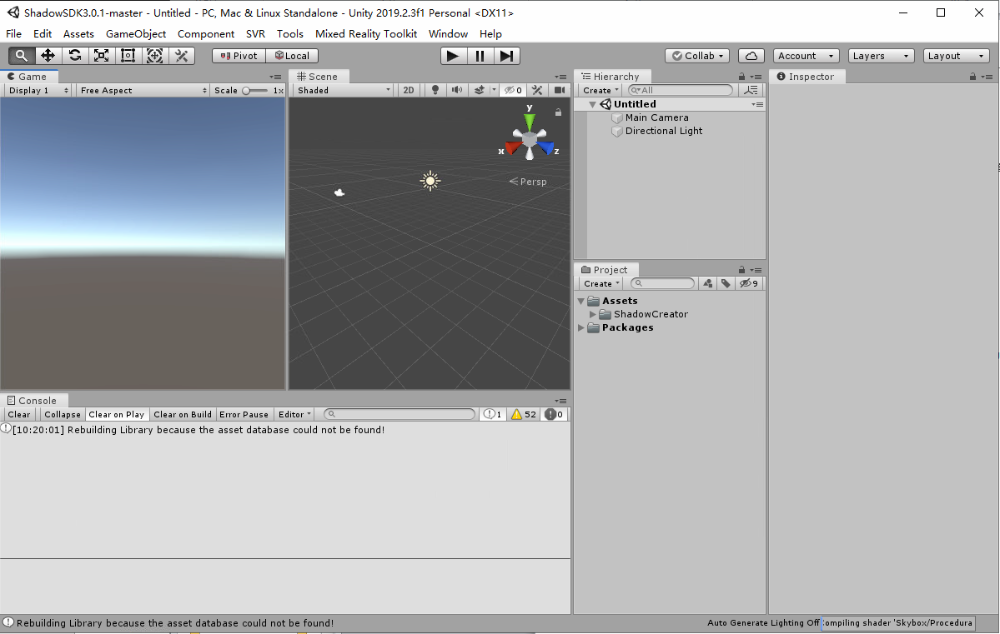 ShadowSDK3.0.1-master - Untitled - PC, Mac & Linux Standalone - Unity 2019.2.3f1 Personal <DX11>
File Edit Assets GameObject Component SVR Tools Mixed Reality Toolkit Window Help
Pivot Local Collab Account Layers Layout
Game
Display 1 Free Aspect Scale 1x
Scene
Shaded 2D 0
y
x z
Persp
Hierarchy
Create All
Untitled
Main Camera
Directional Light
Inspector
Project
Create 9
Assets
ShadowCreator
Packages
Console
Clear Collapse Clear on Play Clear on Build Error Pause Editor 1 52 0
[10:20:01] Rebuilding Library because the asset database could not be found!
Rebuilding Library because the asset database could not be found!
Auto Generate Lighting Off
ompiling shader 'Skybox/Procedura